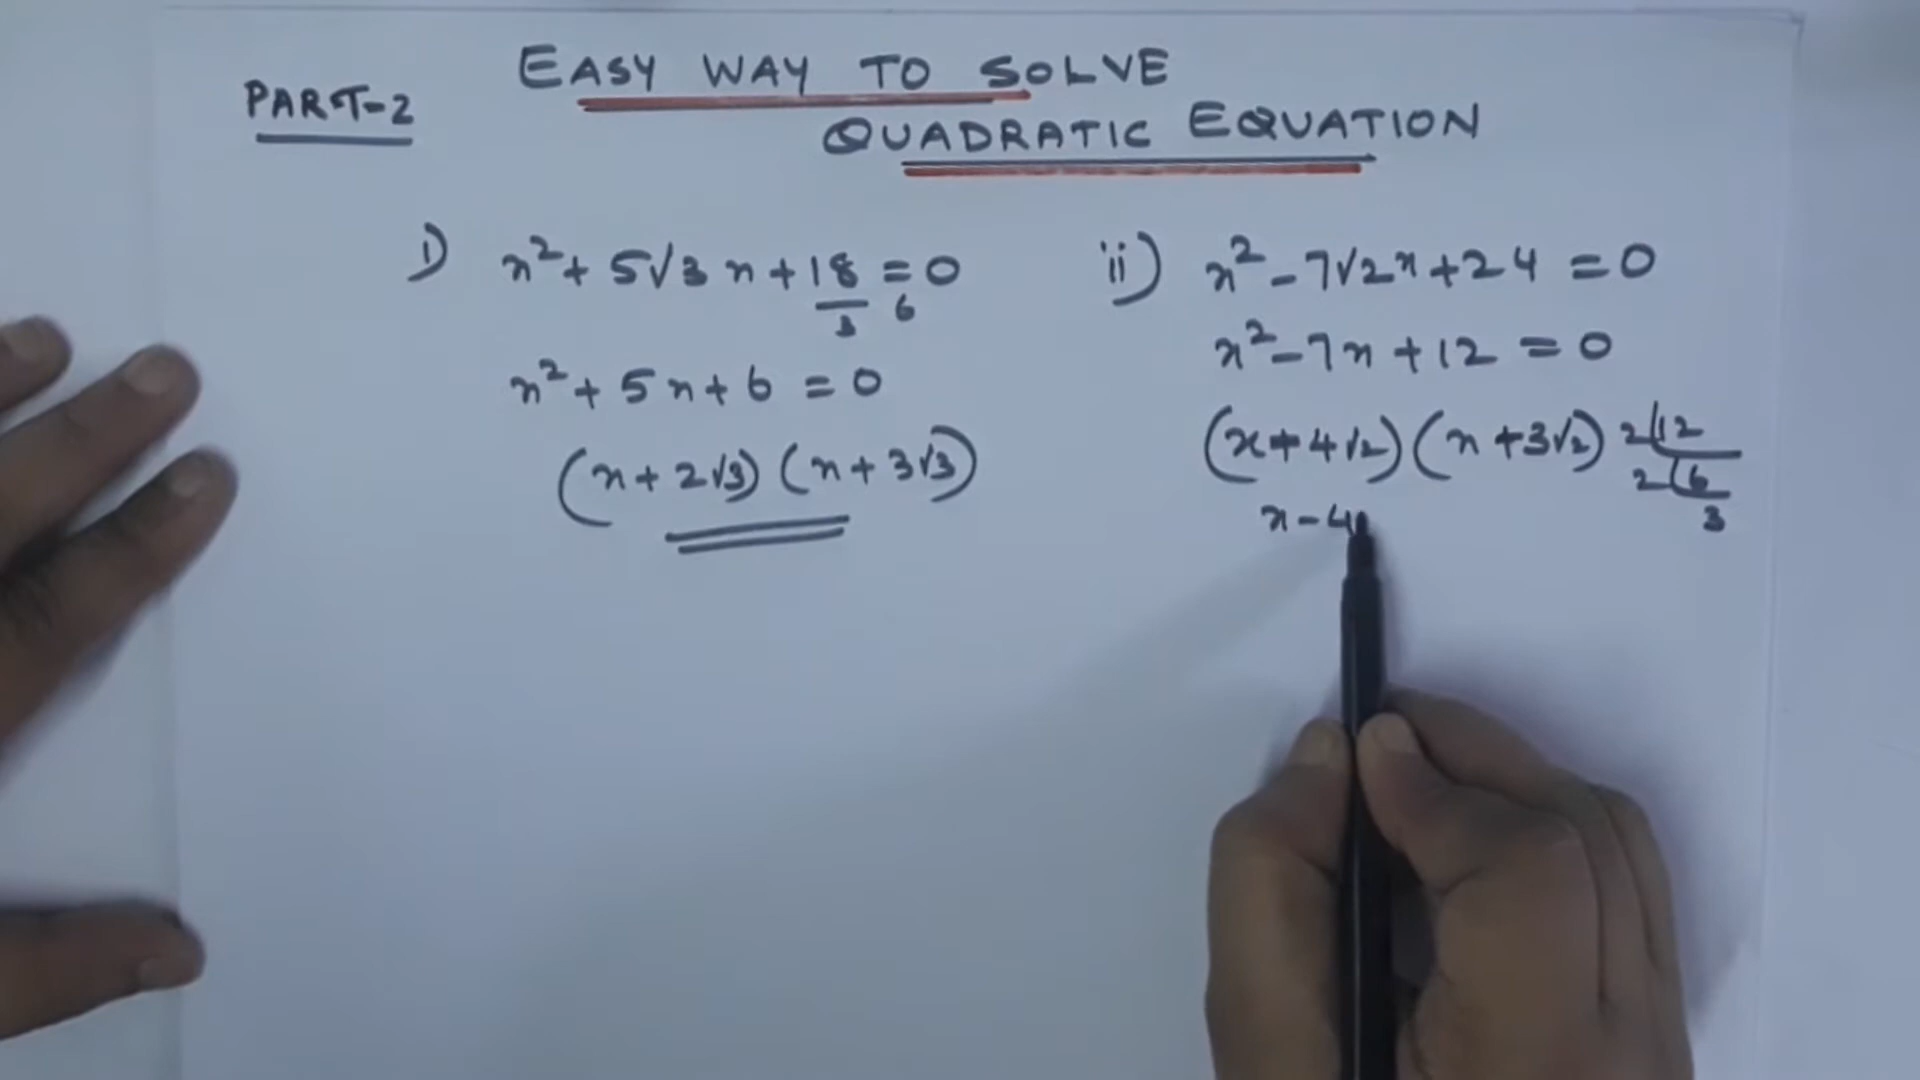 PART-2
EASY WAY TO SOLVE
QUADRATIC EQUATION
i) x²+ 5√3 x + 18 = 0
3 6
x²+ 5x + 6 = 0
(x + 2√3) (x + 3√3)
ii) x² - 7√2x + 24 = 0
x² - 7x + 12 = 0
(x + 4√2) (x + 3√2) 2 12
2 6
3
x - 4